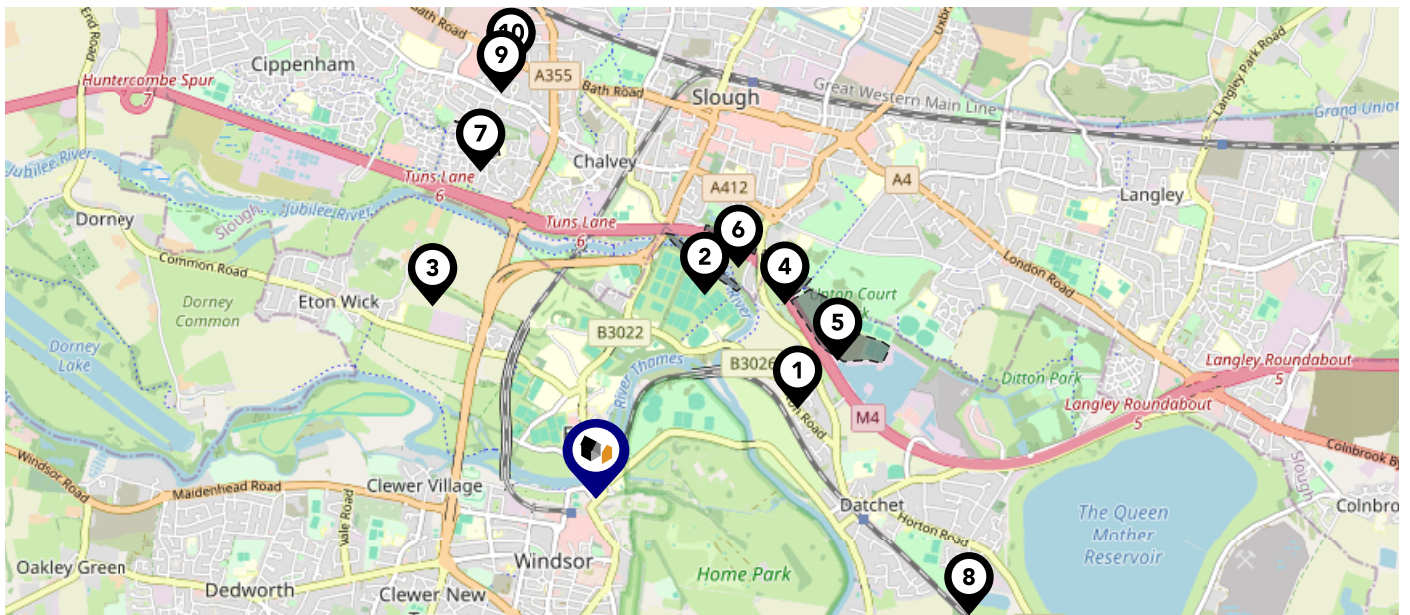 Bath Road
End Road
Huntercombe Spur
7
Cippenham
10
9
A355
Bath Road
Slough
Great Western Main Line
Langley Park Road
Grand Union
7
Chalvey
Tuns Lane
6
A412
A4
Langley
Jubilee River
Jubilee River
Slough
Dorney
Tuns Lane
6
6
2
4
Common Road
3
Eton Wick
Dorney
Common
London Road
Upton Court
5
River
B3022
Dorney
Lake
River Thames
B3026
1
Ditton Park
Langley Roundabout
5
Langley Roundabout
5
M4
Windsor Road
Maidenhead Road
Clewer Village
Vale Road
Datchet
Horton Road
Slough
Colnbro
The Queen
Mother
Reservoir
Oakley Green
Dedworth
Clewer New
Windsor
Home Park
8